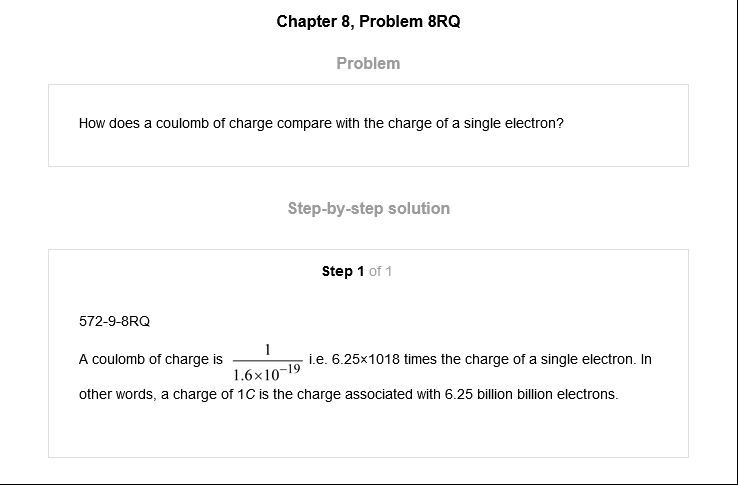 Chapter 8, Problem 8RQ
Problem
How does a coulomb of charge compare with the charge of a single electron?
Step-by-step solution
Step 1 of 1
572-9-8RQ
A coulomb of charge is 1/(1.6×10⁻¹⁹) i.e. 6.25×1018 times the charge of a single electron. In
other words, a charge of 1C is the charge associated with 6.25 billion billion electrons.